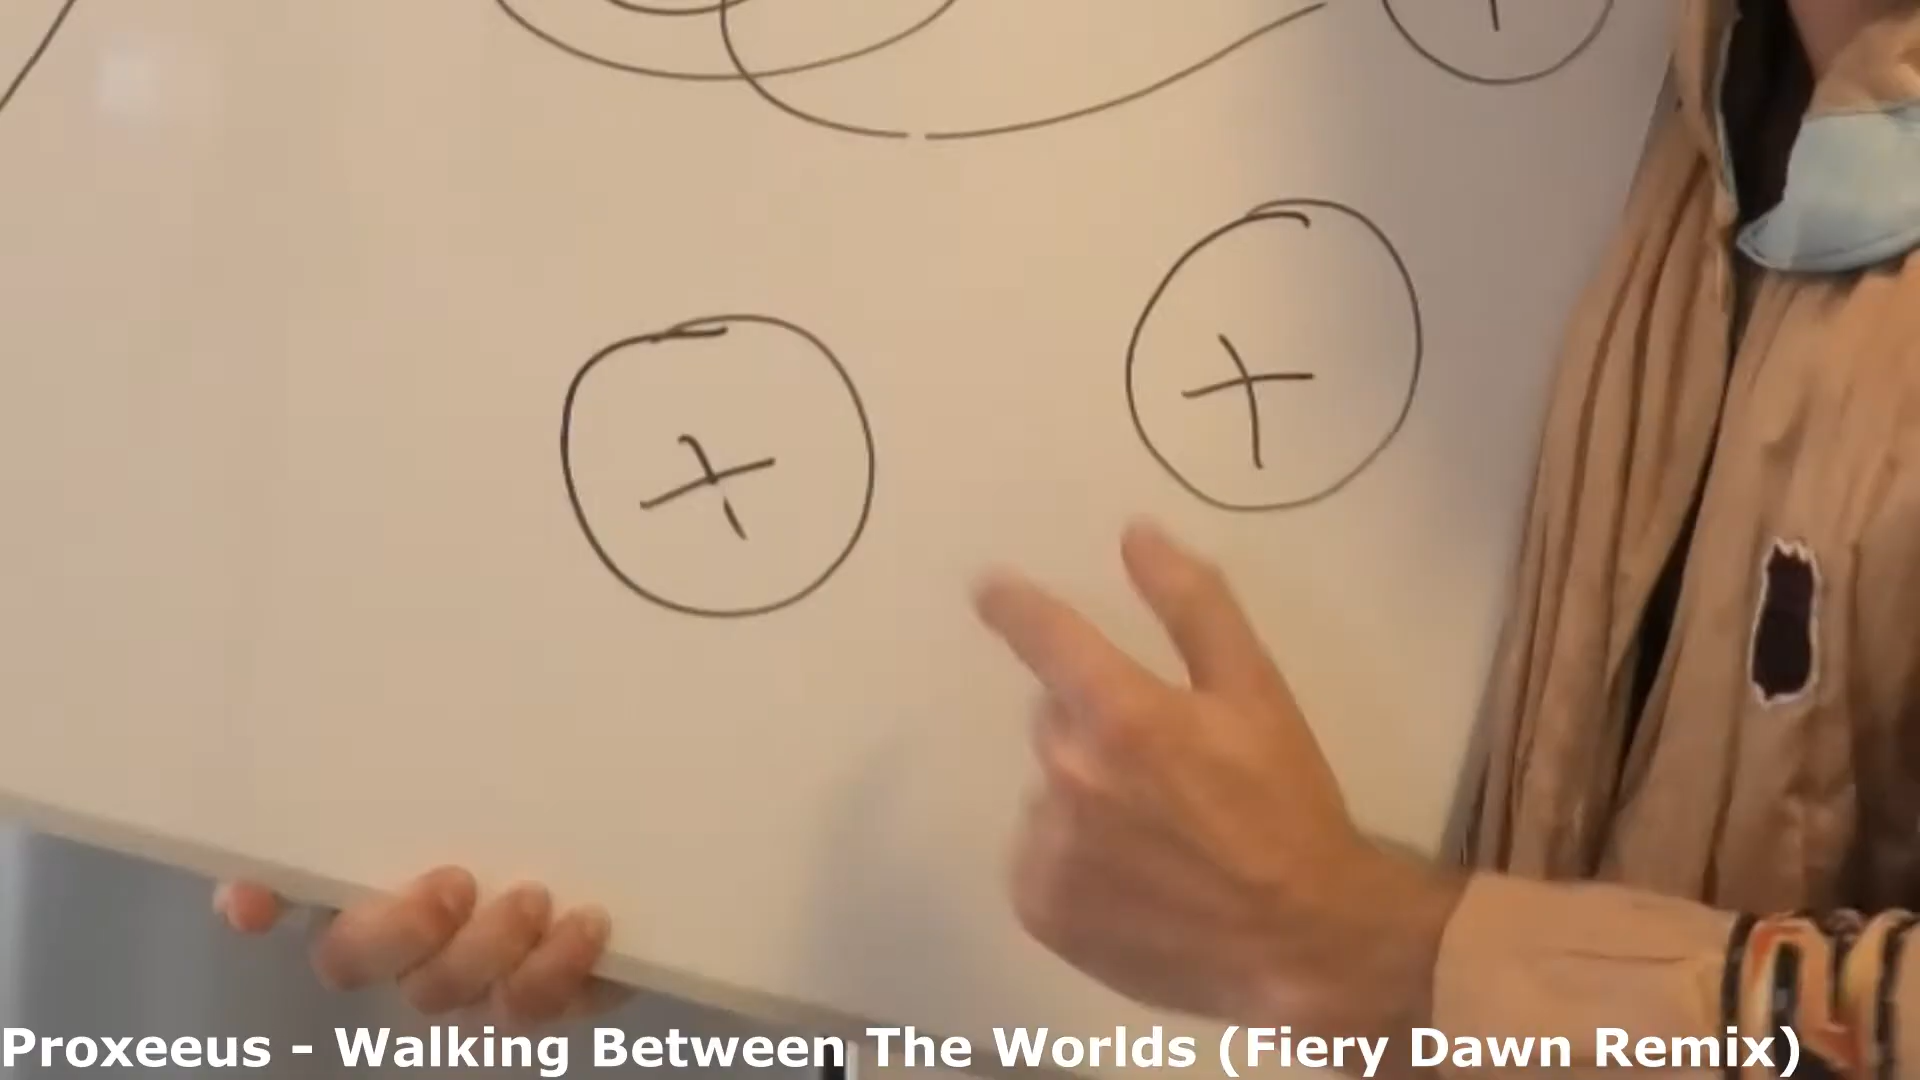 +
+ +
Proxeeus - Walking Between The Worlds (Fiery Dawn Remix)